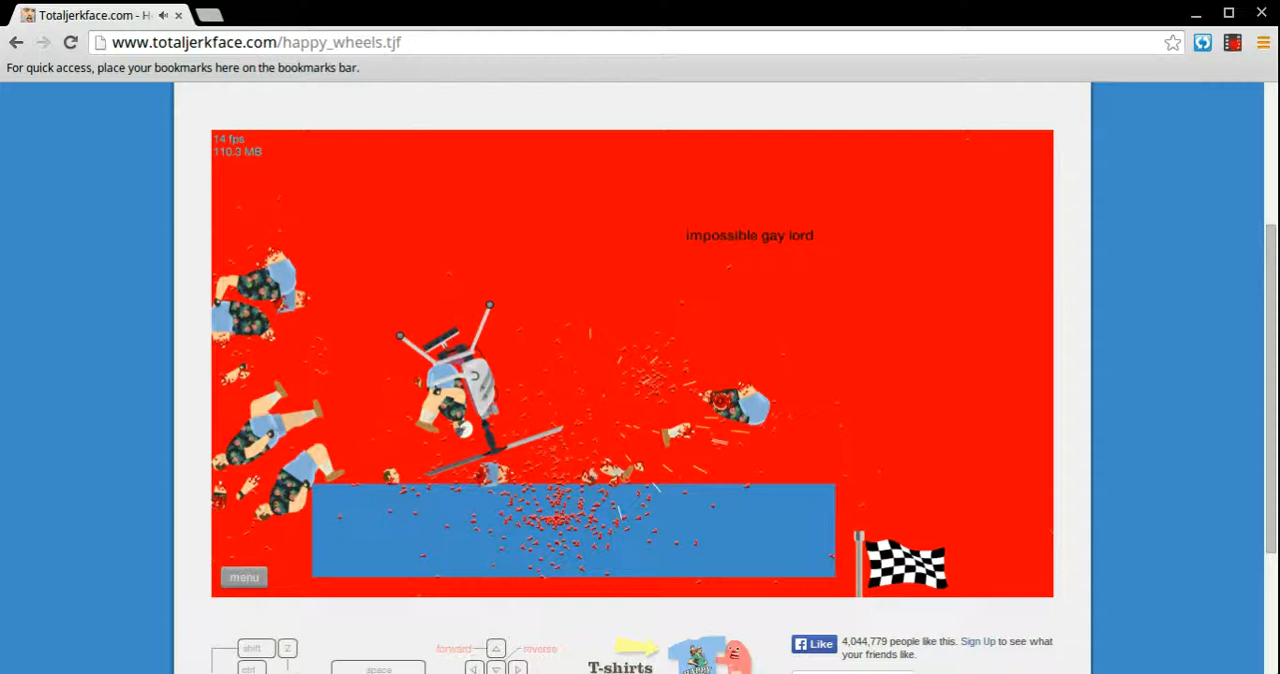 Totaljerkface.com - H
www.totaljerkface.com/happy_wheels.tjf
For quick access, place your bookmarks here on the bookmarks bar.
14 fps
110.3 MB
impossible gay lord
menu
shift Z
forward reverse
ctrl
space
T-shirts
Like 4,044,779 people like this. Sign Up to see what
your friends like.